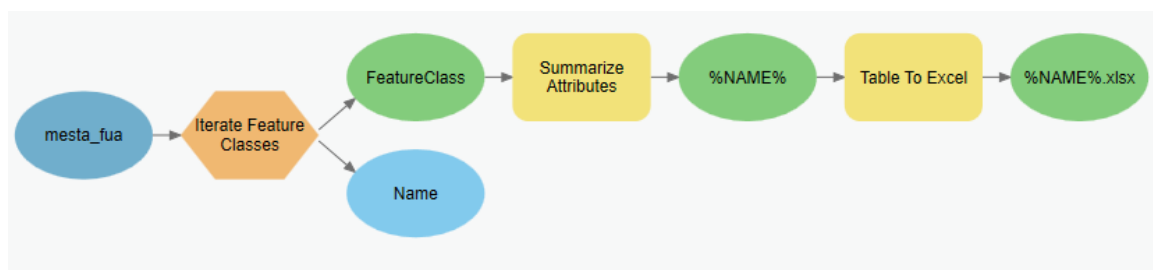 mesta_fua
Iterate Feature
Classes
FeatureClass
Name
Summarize
Attributes
%NAME%
Table To Excel
%NAME%.xlsx